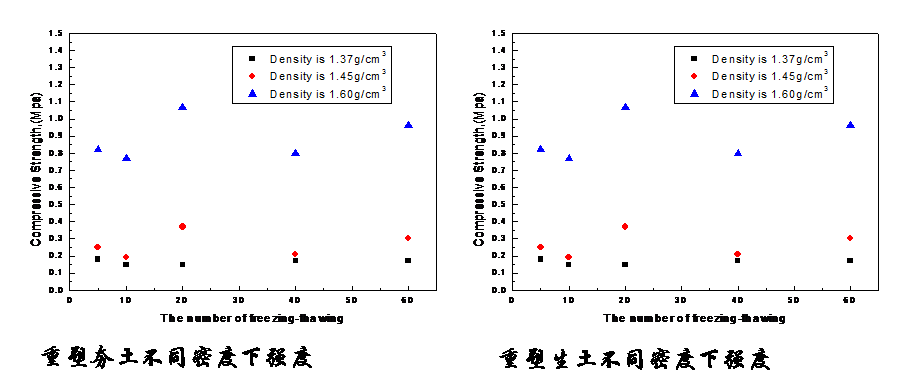 1.5
1.4
1.3
1.2
1.1
1.0
0.9
0.8
0.7
0.6
0.5
0.4
0.3
0.2
0.1
0.0
Compressive Strength,(Mpa)
Density is 1.37g/cm³
Density is 1.45g/cm³
Density is 1.60g/cm³
0 10 20 30 40 50 60
The number of freezing-thawing
重塑夯土不同密度下强度
1.5
1.4
1.3
1.2
1.1
1.0
0.9
0.8
0.7
0.6
0.5
0.4
0.3
0.2
0.1
0.0
Compressive Strength,(Mpa)
Density is 1.37g/cm³
Density is 1.45g/cm³
Density is 1.60g/cm³
0 10 20 30 40 50 60
The number of freezing-thawing
重塑生土不同密度下强度